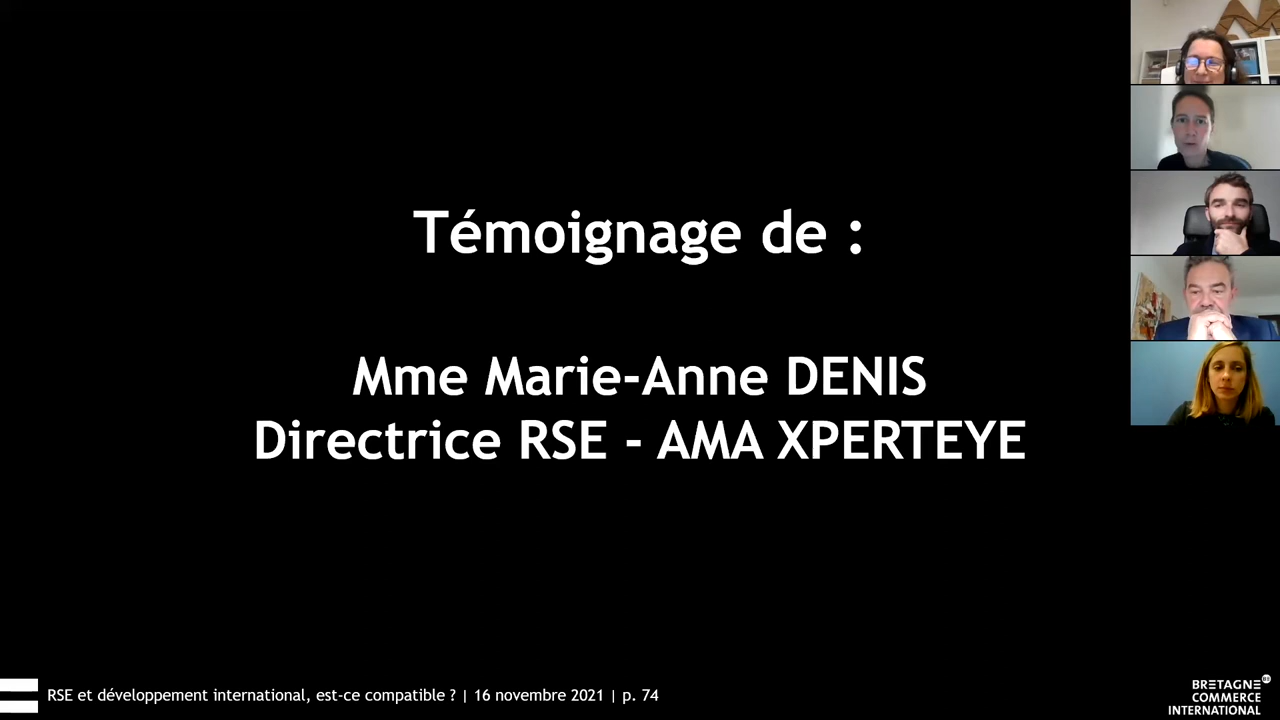 Témoignage de :
Mme Marie-Anne DENIS
Directrice RSE - AMA XPERTEYE
RSE et développement international, est-ce compatible ? | 16 novembre 2021 | p. 74
BRETAGNE
COMMERCE
INTERNATIONAL